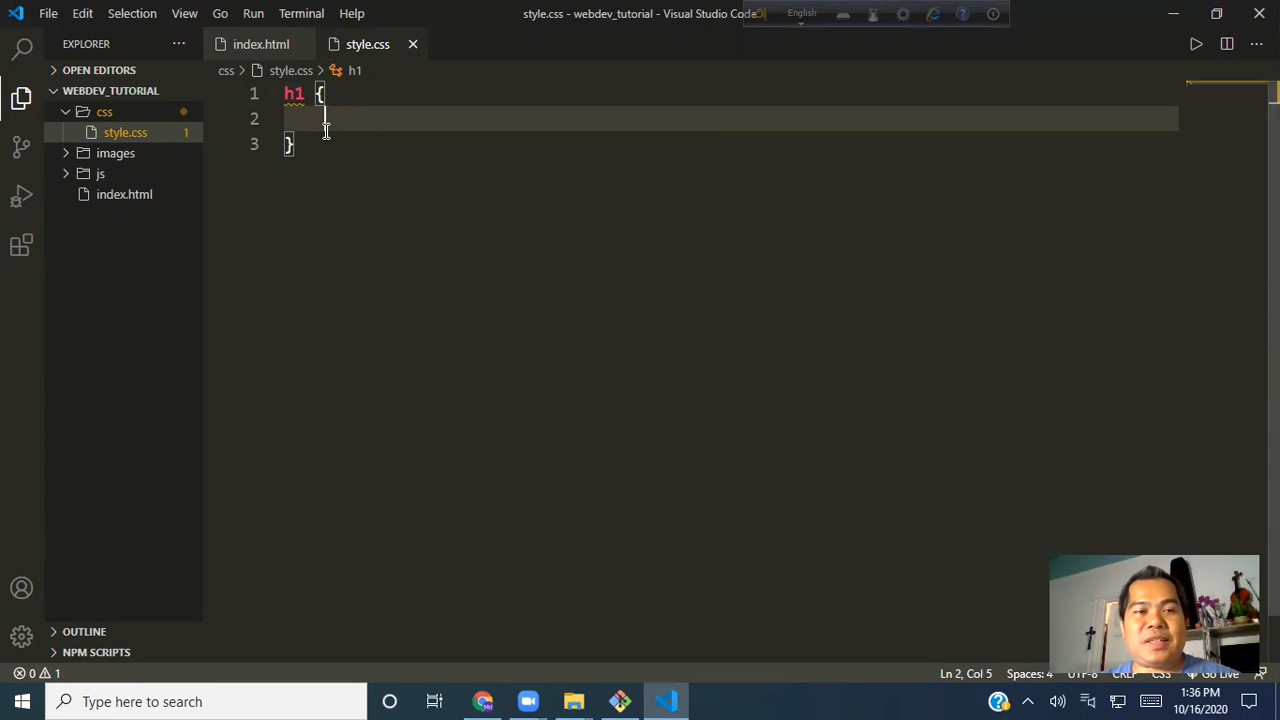 File Edit Selection View Go Run Terminal Help
style.css - webdev_tutorial - Visual Studio Code
English
EXPLORER
index.html
style.css
OPEN EDITORS
css > style.css > h1
WEBDEV_TUTORIAL
1 h1 {
css
2
style.css 1
3 }
images
js
index.html
OUTLINE
NPM SCRIPTS
0 1
Ln 2, Col 5
Spaces:
UTF-8
CRLF
CSS
Go Live
Type here to search
1:36 PM
10/16/2020